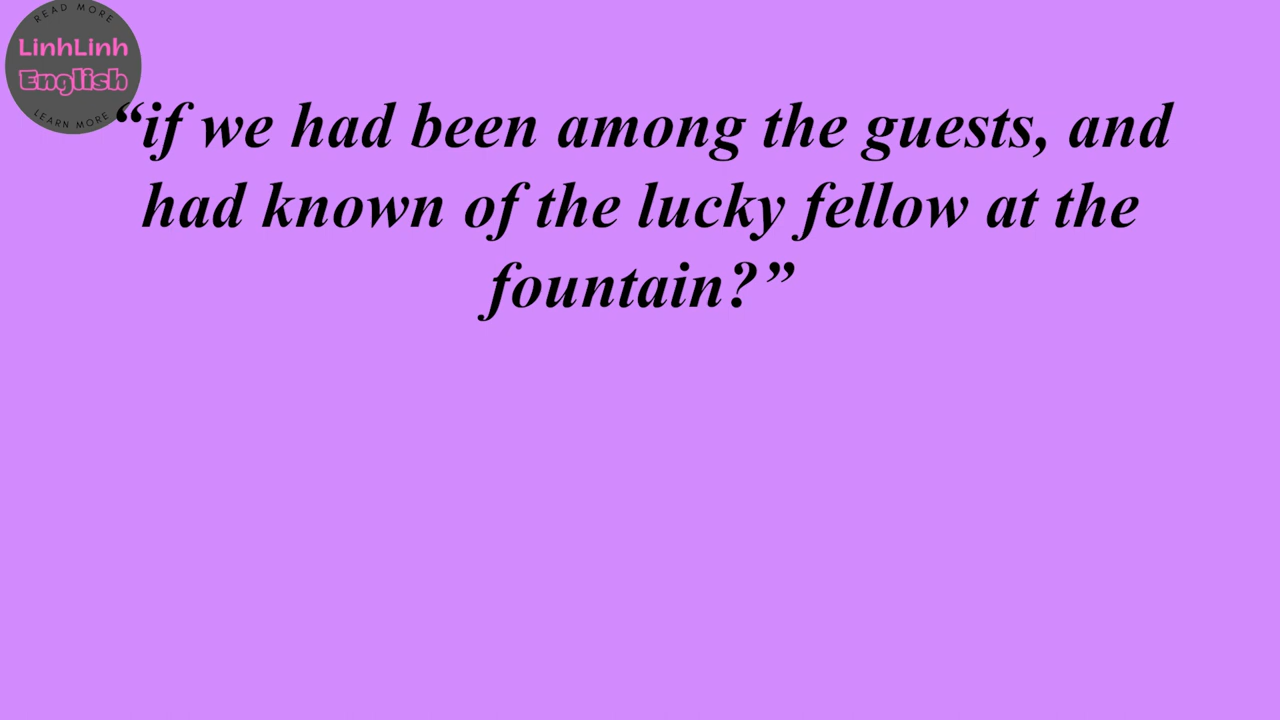 READ MORE
LinhLinh
English
LEARN MORE
“if we had been among the guests, and
had known of the lucky fellow at the
fountain?”